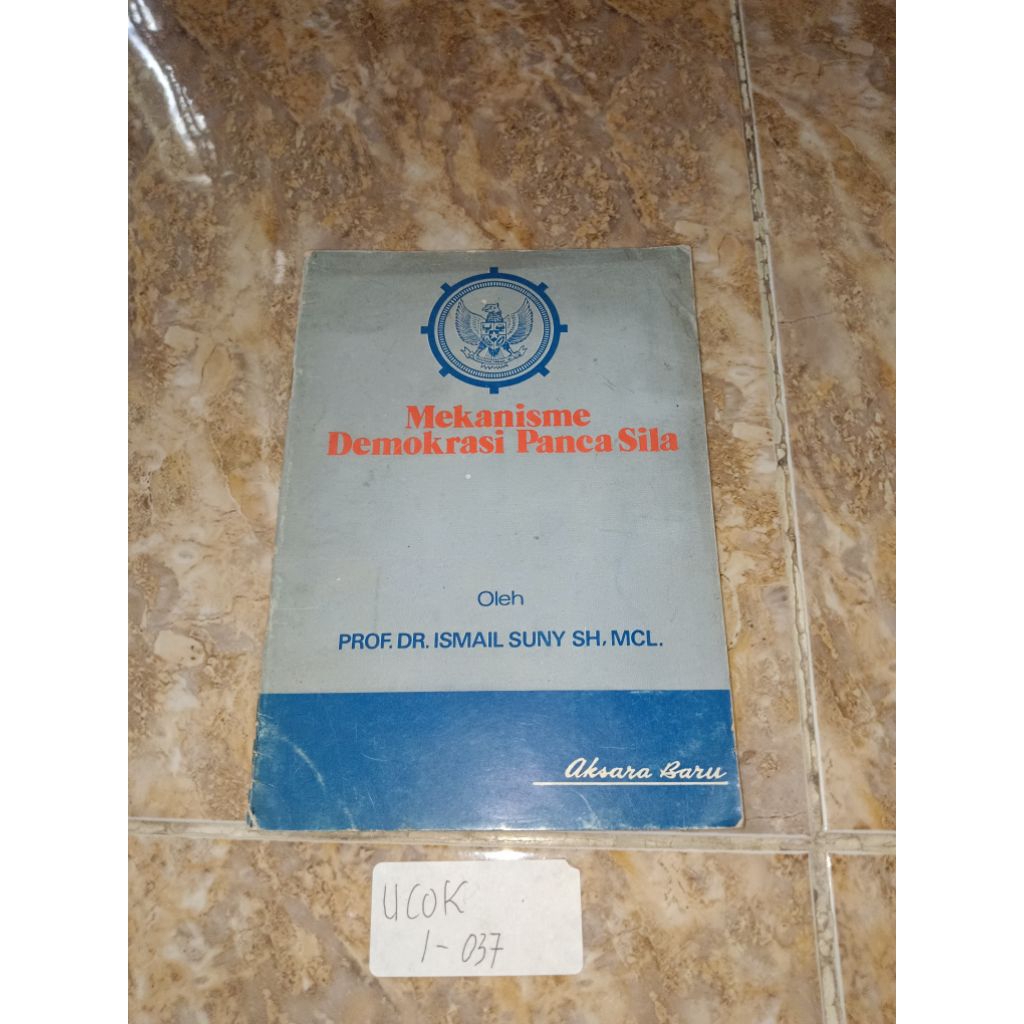 Mekanisme
Demokrasi Panca Sila
Oleh
PROF. DR. ISMAIL SUNY SH, MCL.
Aksara Baru
UCOK
1-037